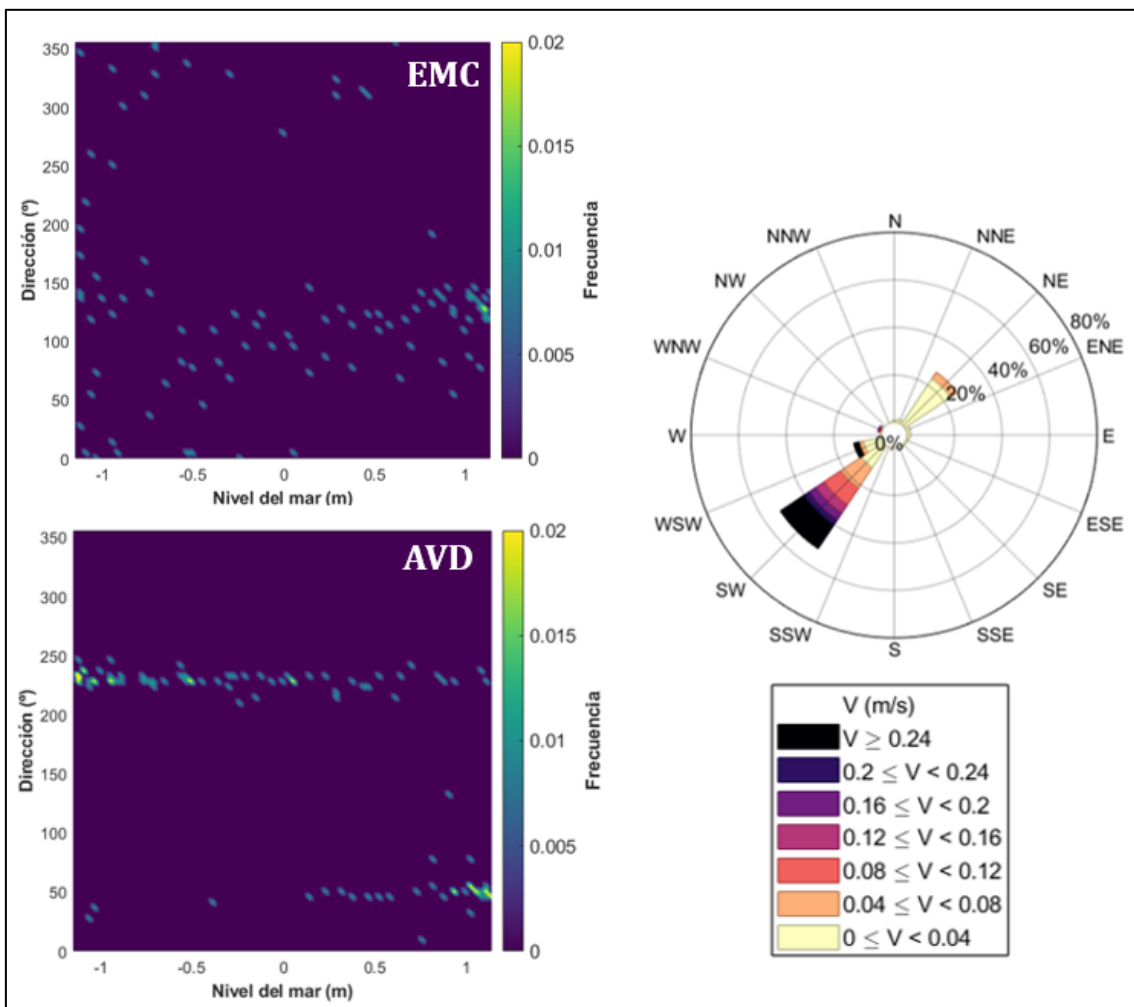 EMC
350
300
250
200
150
100
50
0
Dirección (º)
-1
-0.5
0
0.5
1
Nivel del mar (m)
0.02
0.015
0.01
0.005
0
Frecuencia
AVD
350
300
250
200
150
100
50
0
Dirección (º)
-1
-0.5
0
0.5
1
Nivel del mar (m)
0.02
0.015
0.01
0.005
0
Frecuencia
N
NNE
NE
ENE
E
ESE
SE
SSE
S
SSW
SW
WSW
W
WNW
NW
NNW
80%
60%
40%
20%
0%
V (m/s)
V ≥ 0.24
0.2 ≤ V < 0.24
0.16 ≤ V < 0.2
0.12 ≤ V < 0.16
0.08 ≤ V < 0.12
0.04 ≤ V < 0.08
0 ≤ V < 0.04